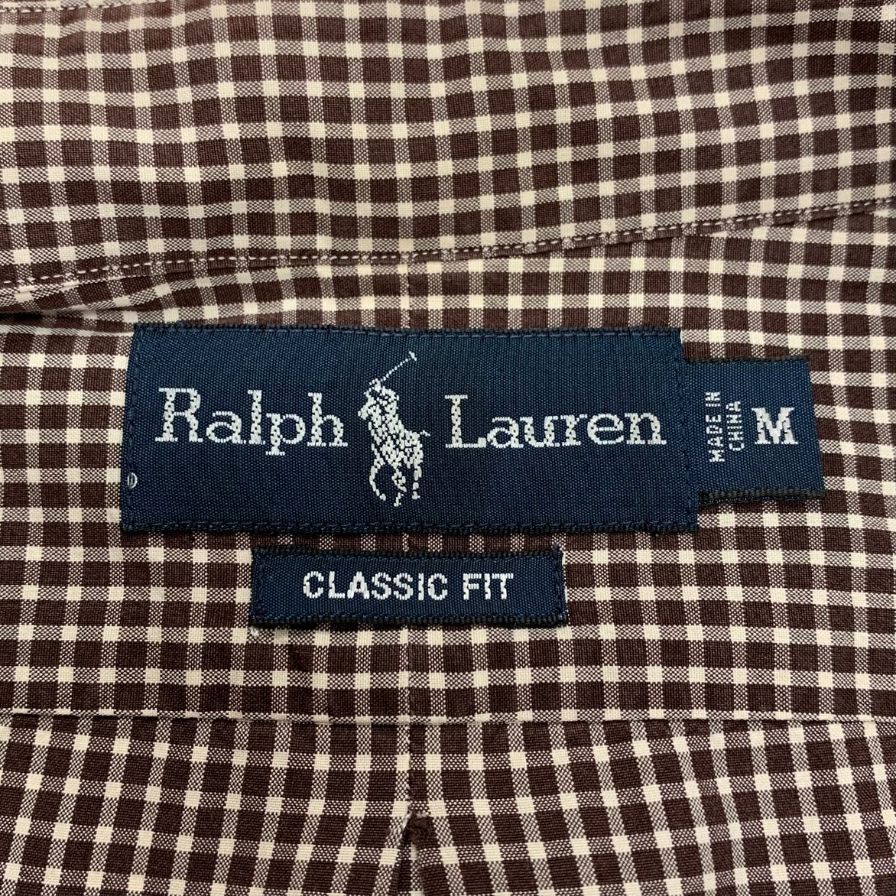 Ralph Lauren
MADE IN
CHINA
M
CLASSIC FIT